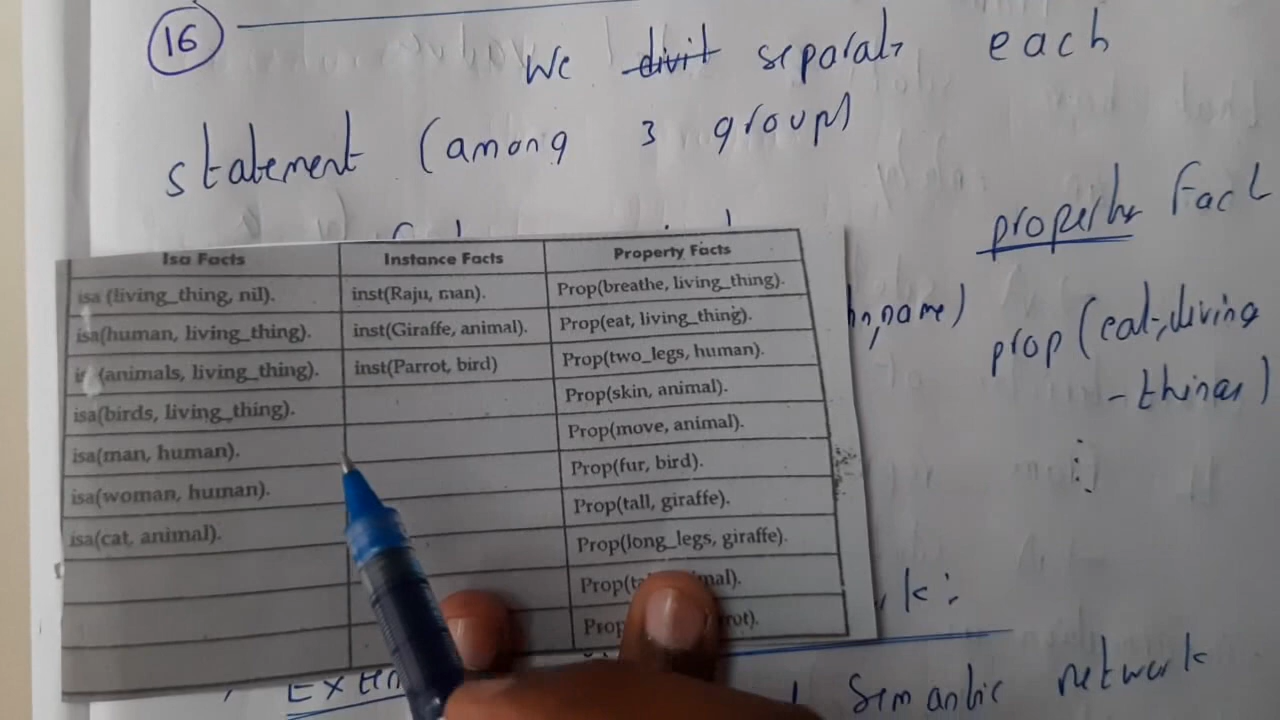 16
We divit separate each
statement (among 3 groups)
property Fact
Isa Facts Instance Facts Property Facts
isa (living_thing, nil). inst(Raju, man). Prop(breathe, living_thing).
isa(human, living_thing). inst(Giraffe, animal). Prop(eat, living_thing).
(animals, living_thing). inst(Parrot, bird) Prop(two_legs, human).
isa(birds, living_thing). Prop(skin, animal).
isa(man, human). Prop(move, animal).
isa(woman, human). Prop(fur, bird).
isa(cat, animal). Prop(tall, giraffe).
Prop(long_legs, giraffe).
name)
prop (eat, living
- things)
:)
k:
Semantic network